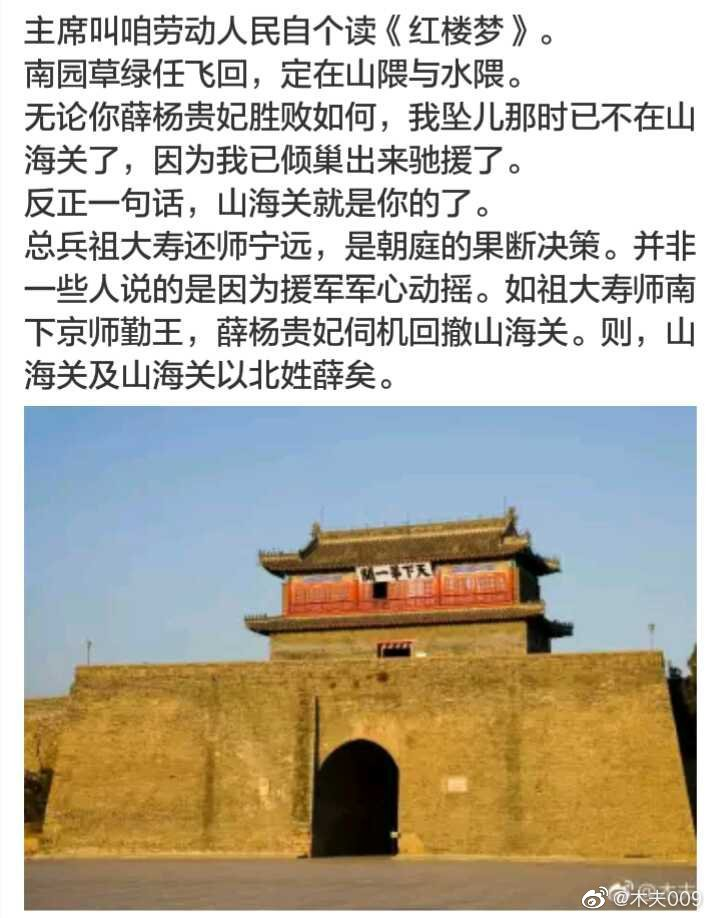 主席叫咱劳动人民自个读《红楼梦》。
南园草绿任飞回，定在山隈与水隈。
无论你薛杨贵妃胜败如何，我坠儿那时已不在山
海关了，因为我已倾巢出来驰援了。
反正一句话，山海关就是你的了。
总兵祖大寿还师宁远，是朝庭的果断决策。并非
一些人说的是因为援军军心动摇。如祖大寿师南
下京师勤王，薛杨贵妃伺机回撤山海关。则，山
海关及山海关以北姓薛矣。
天下第一關
@木夫
@木夫009